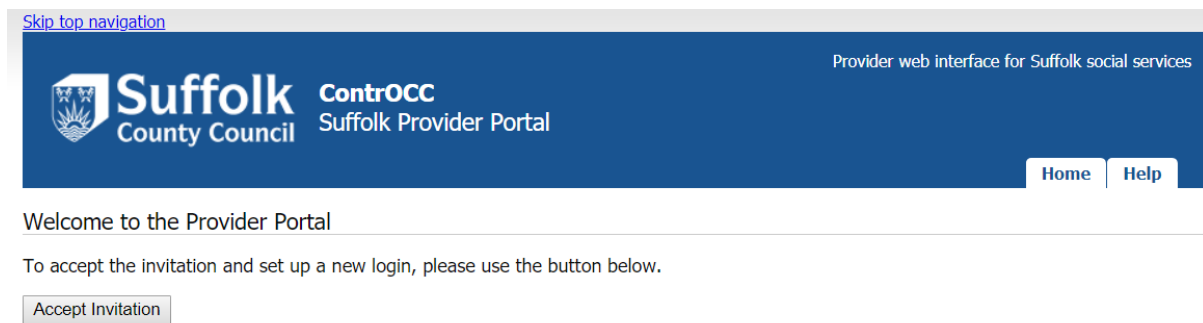 Skip top navigation
Provider web interface for Suffolk social services
Suffolk
County Council
ContrOCC
Suffolk Provider Portal
Home
Help
Welcome to the Provider Portal
To accept the invitation and set up a new login, please use the button below.
Accept Invitation